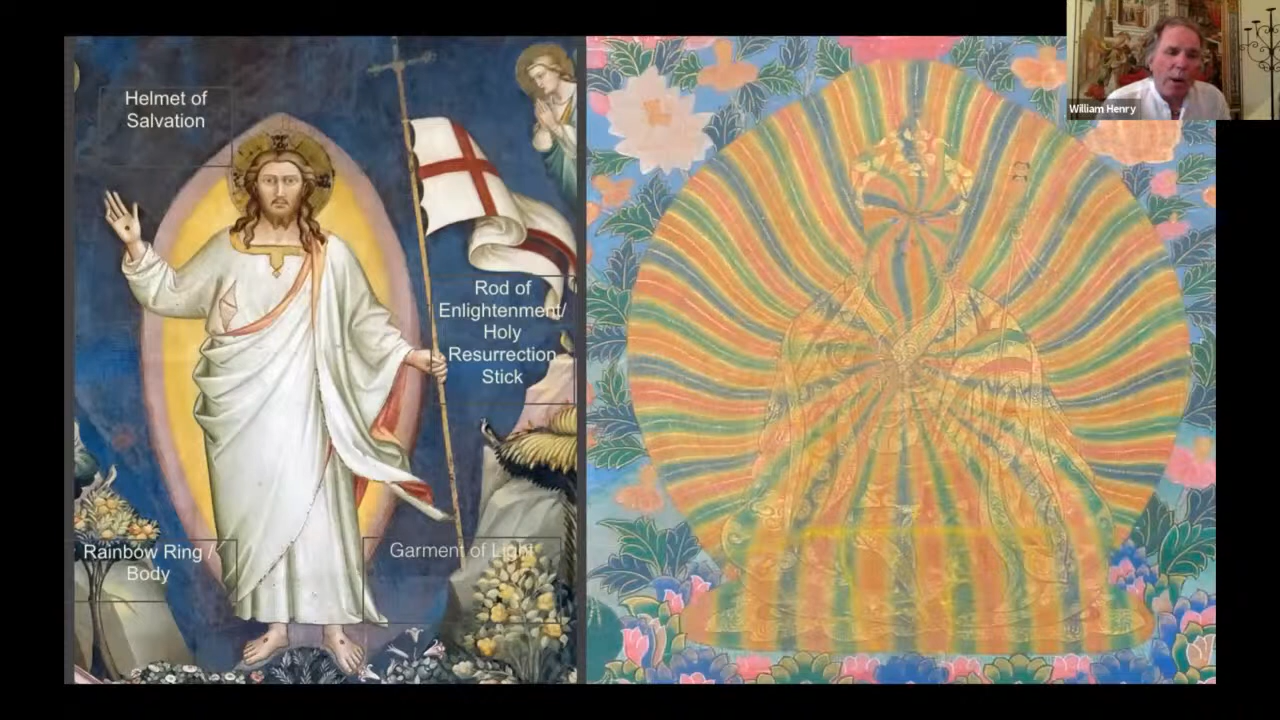 William Henry
Helmet of
Salvation
Rod of
Enlightenment/
Holy
Resurrection
Stick
Rainbow Ring /
Body
Garment of Light